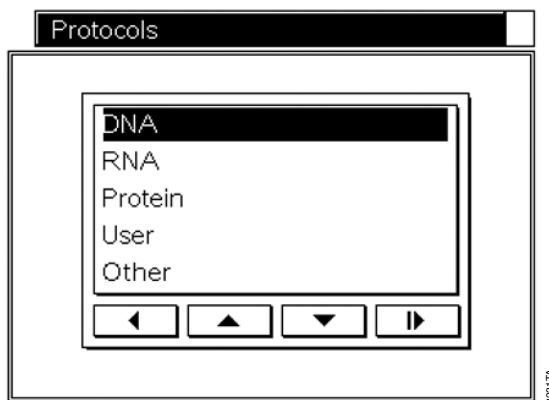 Protocols
DNA
RNA
Protein
User
Other